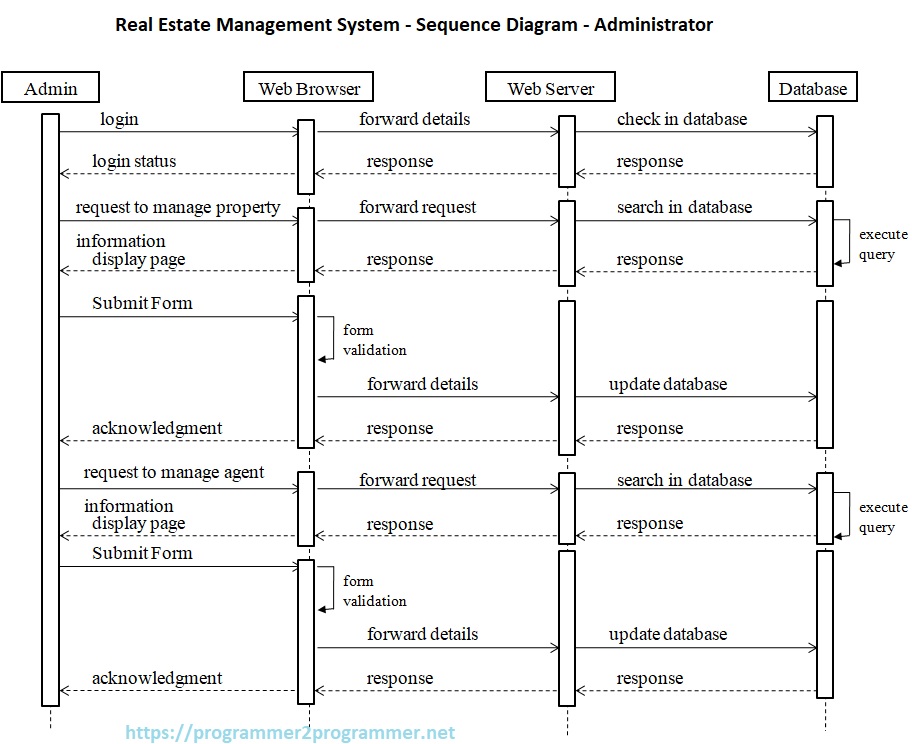 Real Estate Management System - Sequence Diagram - Administrator
Admin
Web Browser
Web Server
Database
login
forward details
check in database
login status
response
response
request to manage property
forward request
search in database
execute
query
information
display page
response
response
Submit Form
form
validation
forward details
update database
acknowledgment
response
response
request to manage agent
forward request
search in database
execute
query
information
display page
response
response
Submit Form
form
validation
forward details
update database
acknowledgment
response
response
https://programmer2programmer.net